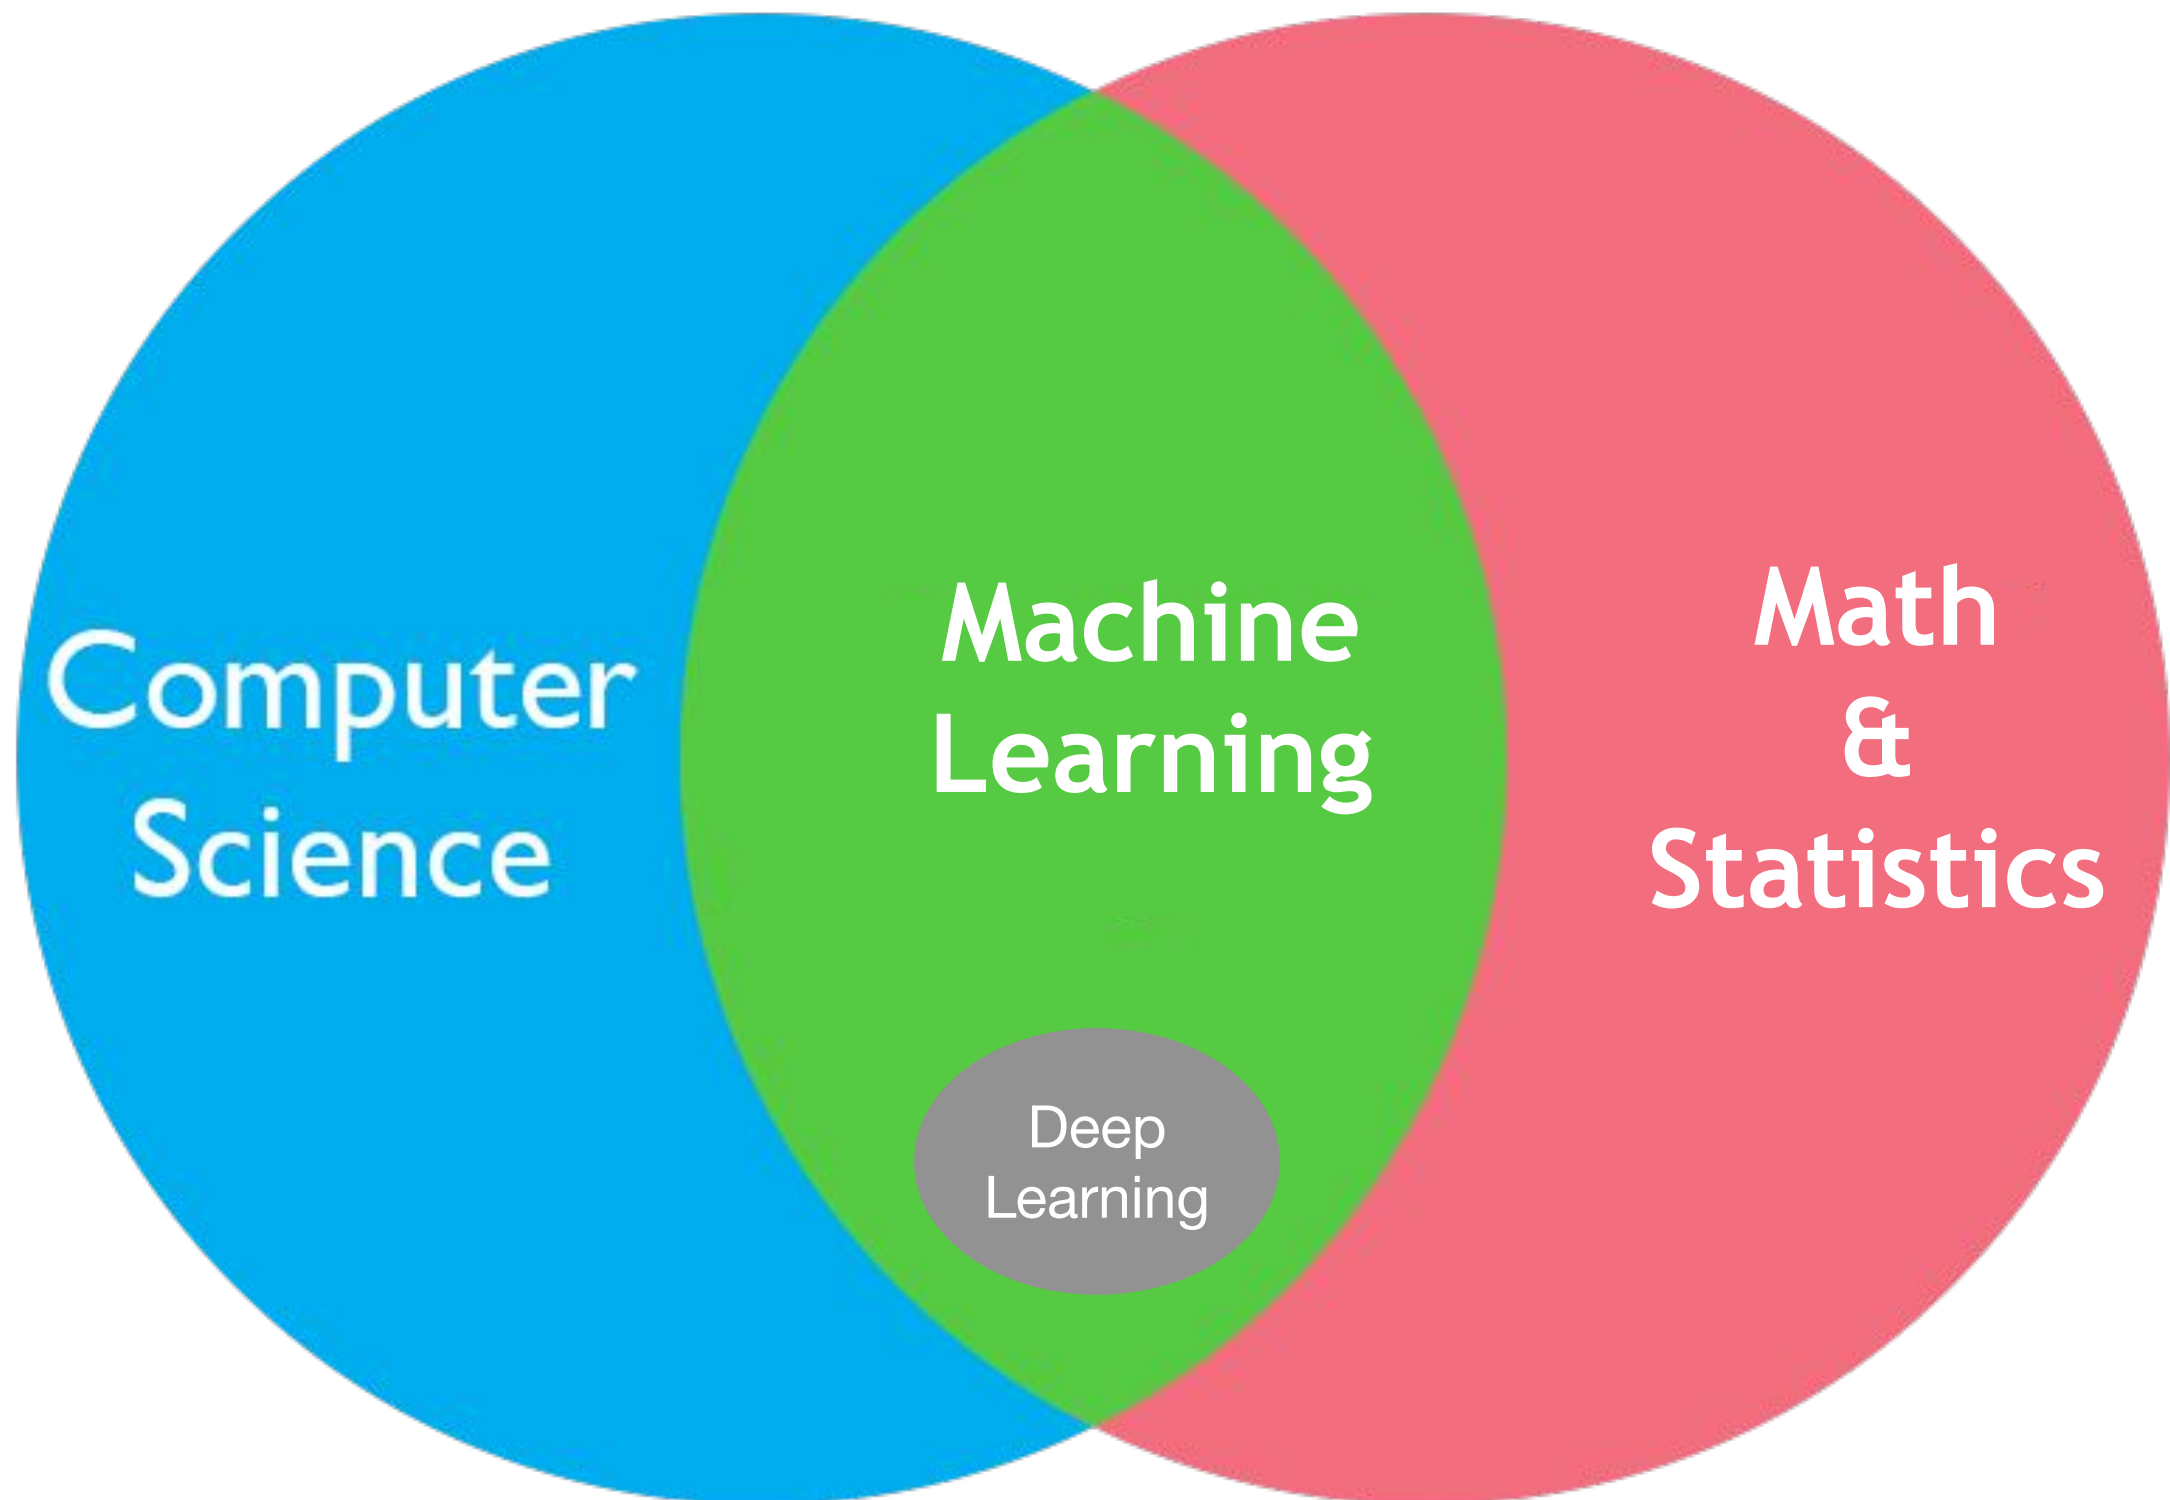 Computer
Science
Machine
Learning
Math
&
Statistics
Deep
Learning